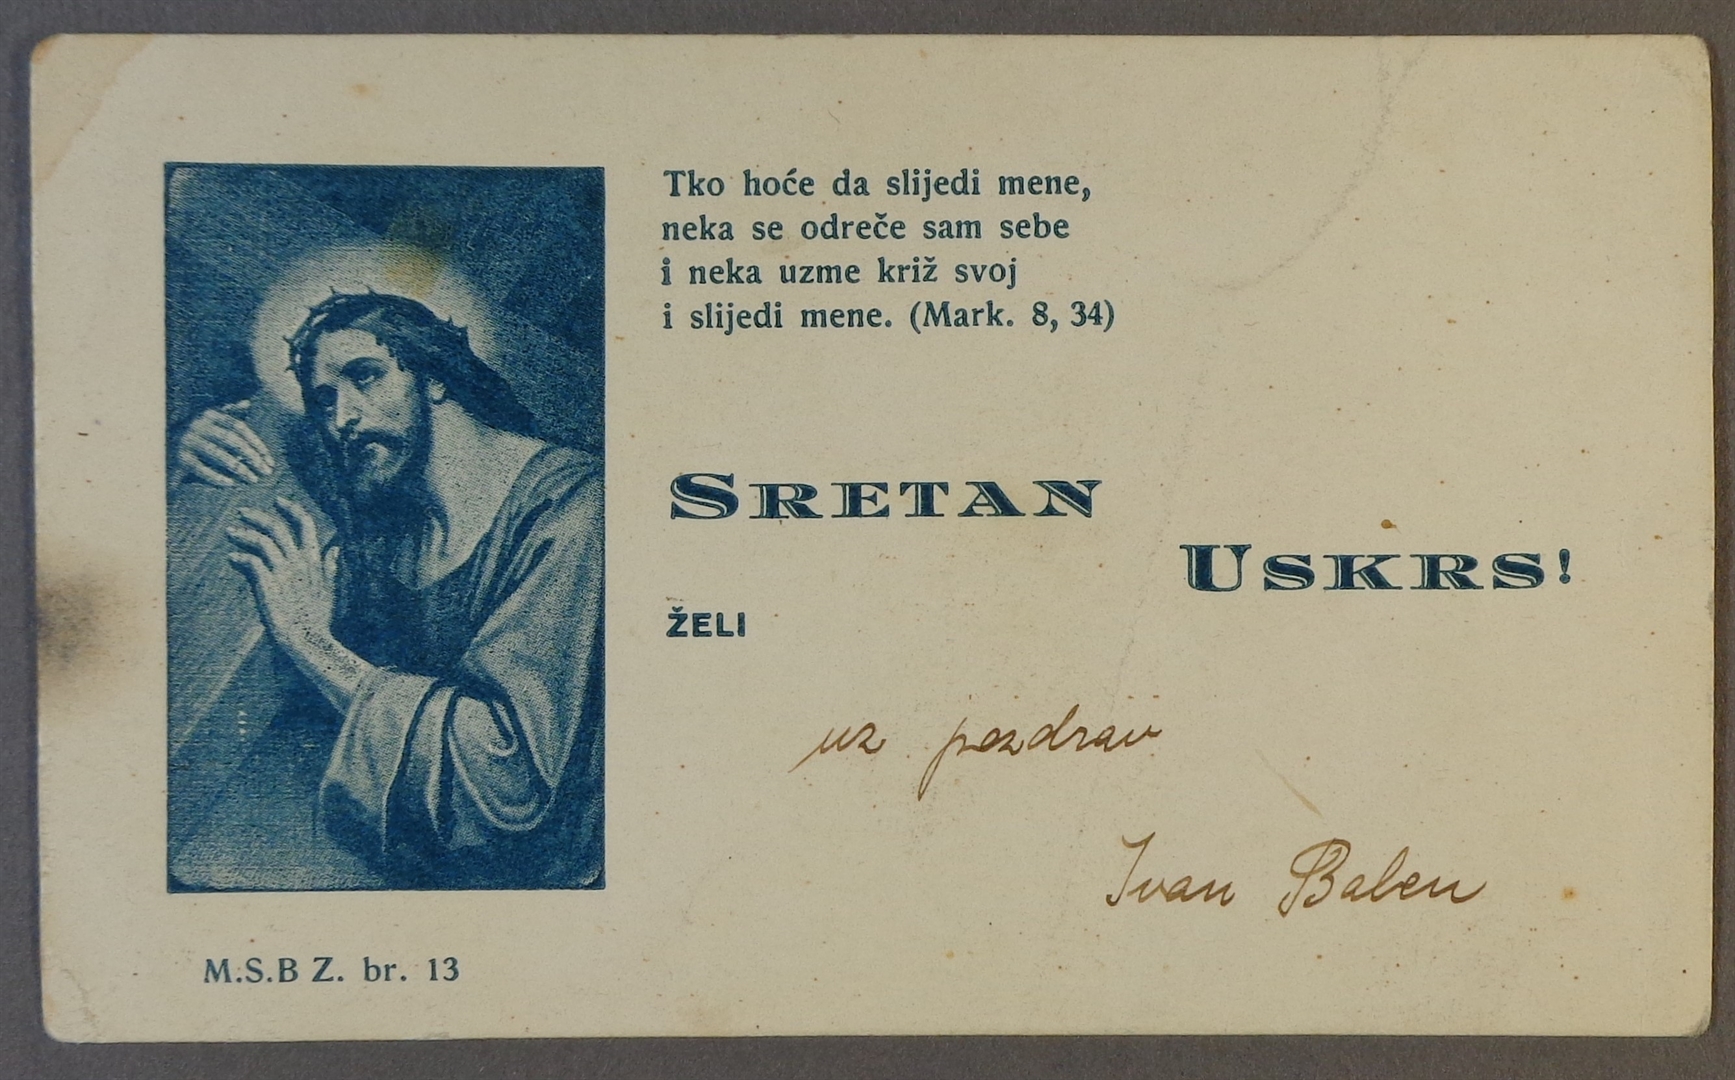 Tko hoće da slijedi mene,
neka se odreče sam sebe
i neka uzme križ svoj
i slijedi mene. (Mark. 8, 34)
SRETAN
USKRS!
ŽELI
uz pozdrav
Ivan Balen
M.S.B Z. br. 13